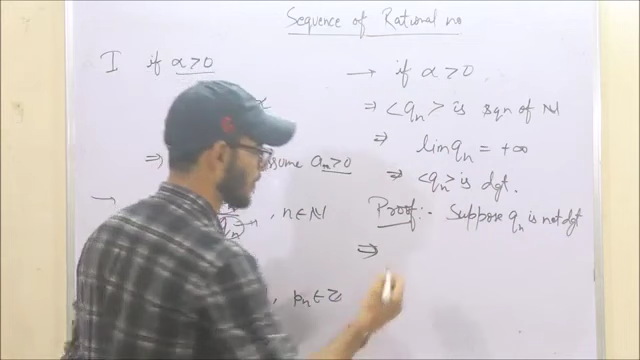 Sequence of Rational no
I if α > 0
α
⇒ assume aₙ > 0
→ qₙ → , n ∈ ℕ
, pₙ ∈ ℤ
→ if α > 0.
⇒ <qₙ> is sqn of ℕ
⇒ lim qₙ = +∞
⇒ <qₙ> is dgt.
Proof:- Suppose qₙ is not dgt
⇒